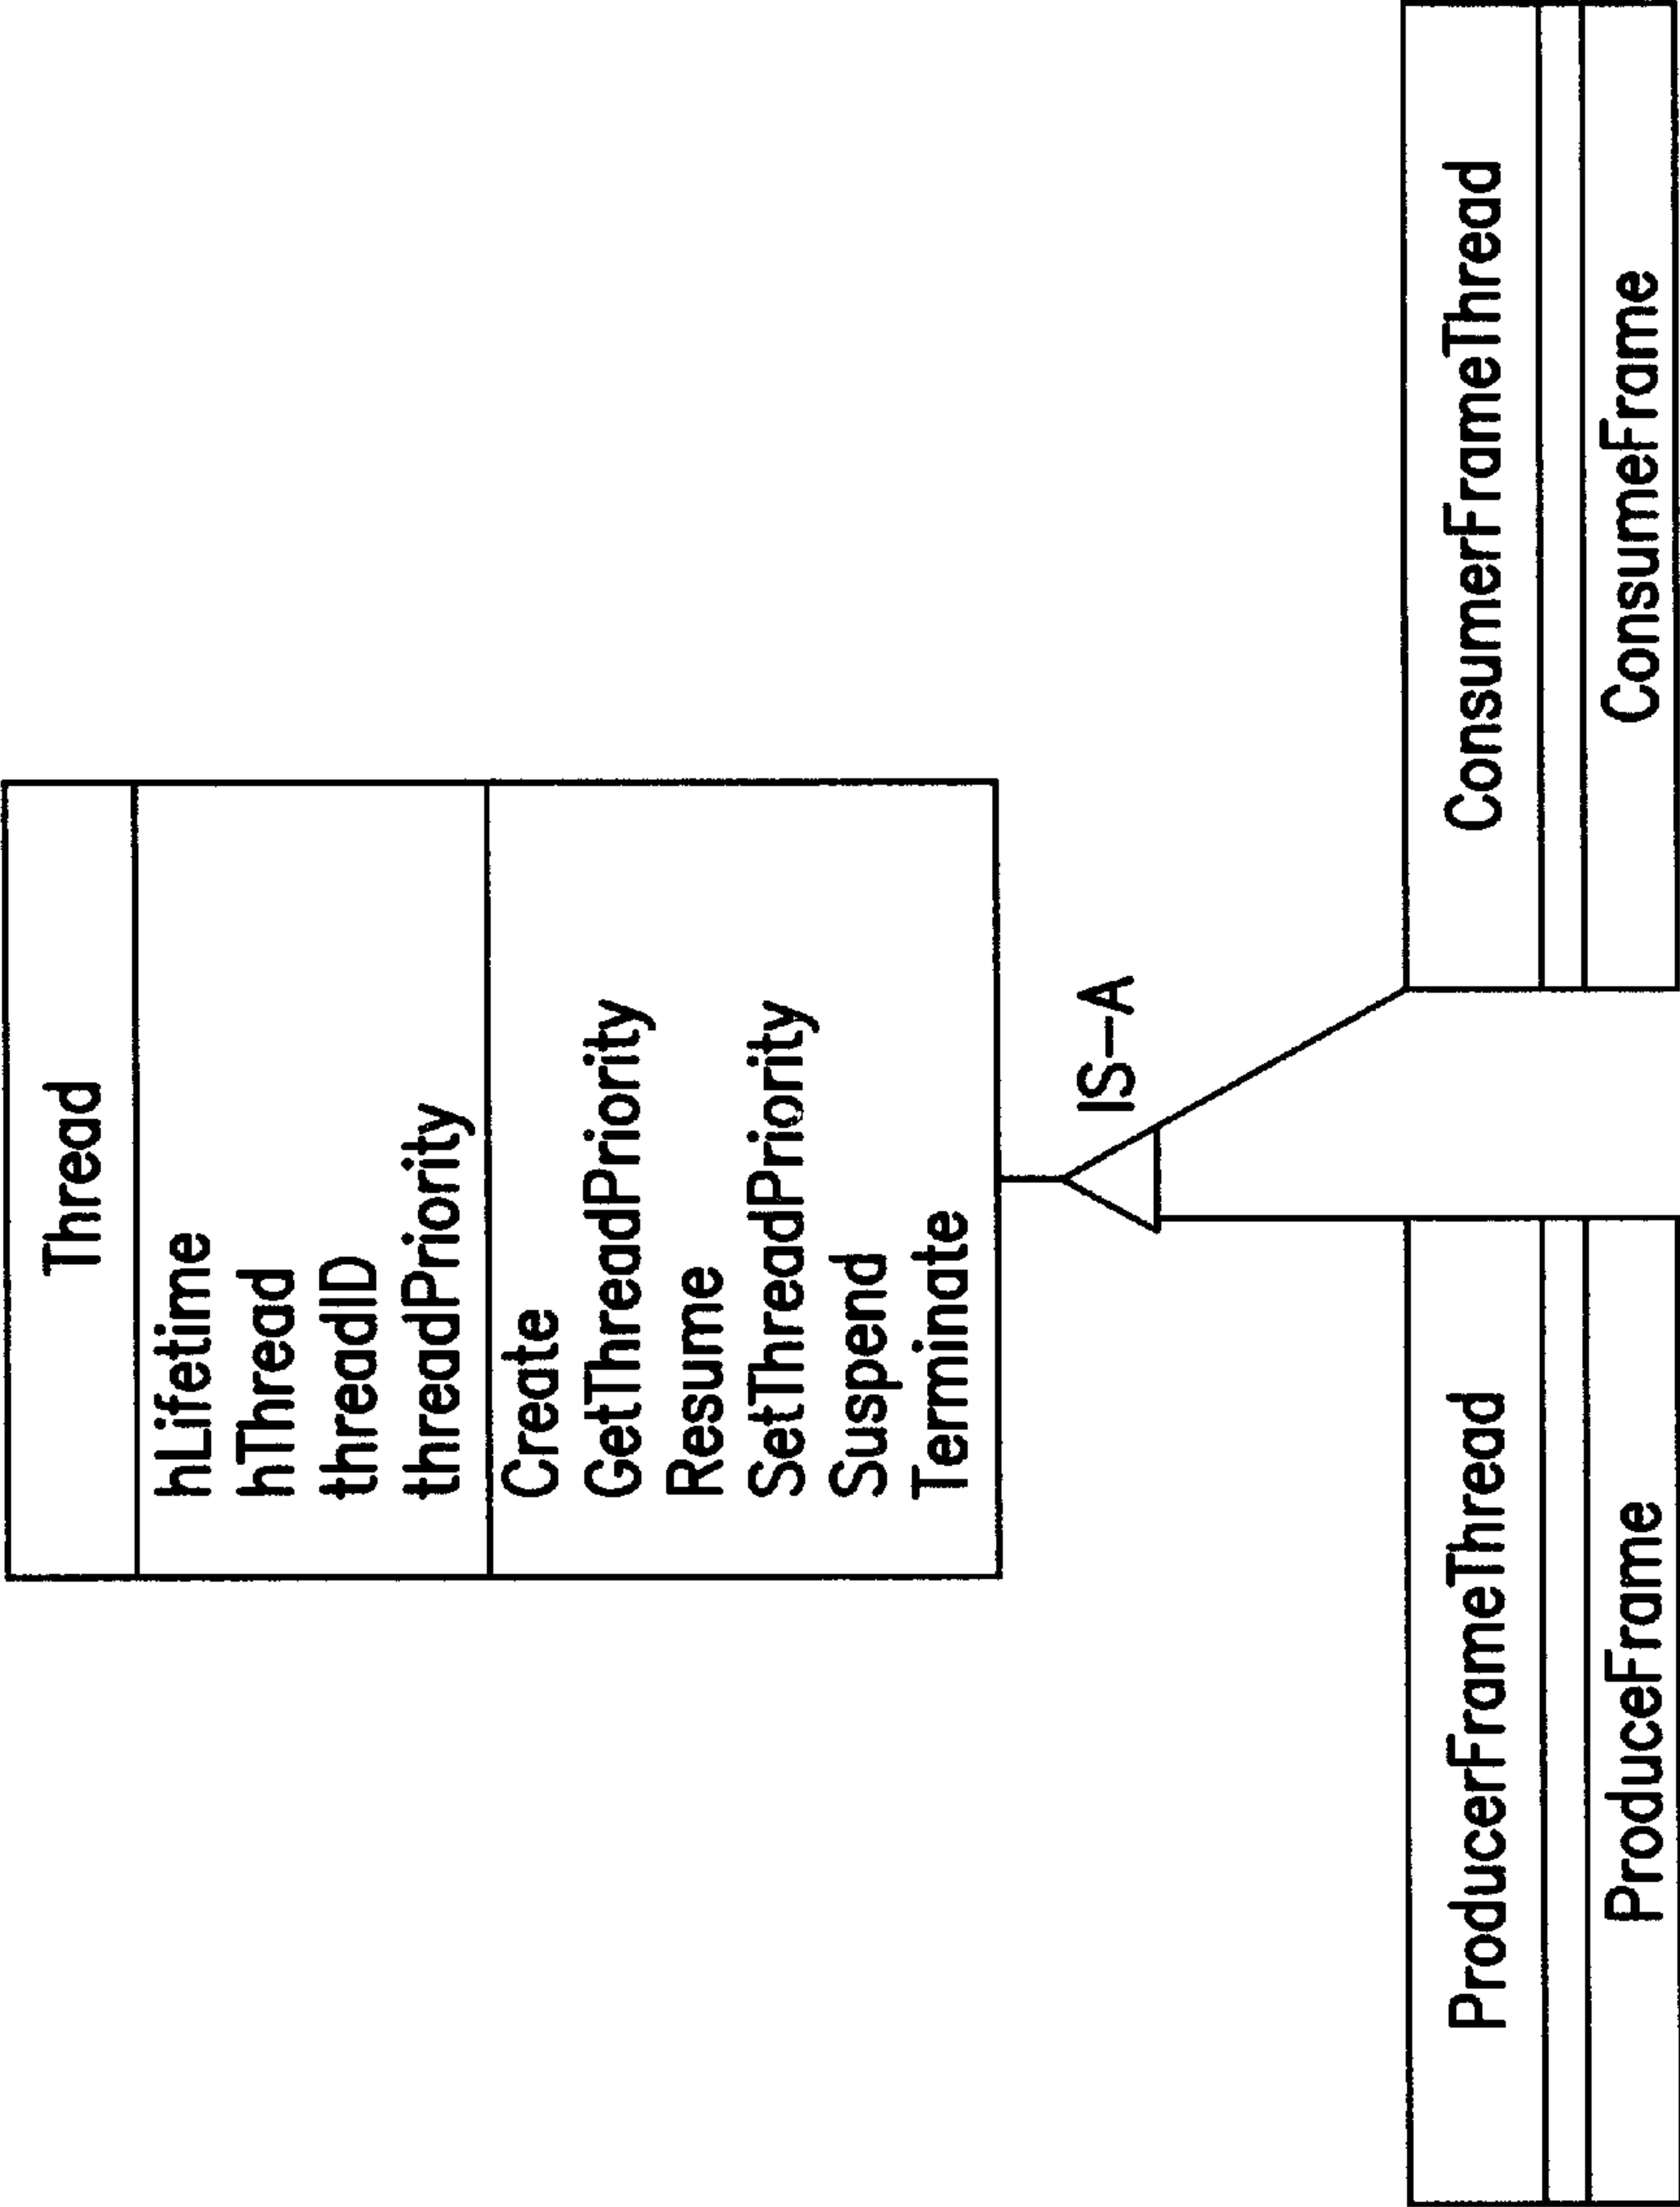 Thread
hLifetime
hThread
threadID
threadPriority
Create
GetThreadPriority
Resume
SetThreadPriority
Suspend
Terminate
IS-A
ProducerFrameThread
ProduceFrame
ConsumerFrameThread
ConsumeFrame